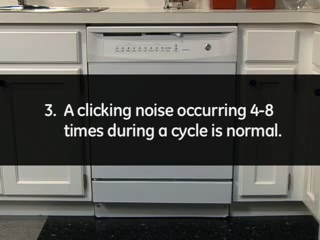 3. A clicking noise occurring 4-8
times during a cycle is normal.